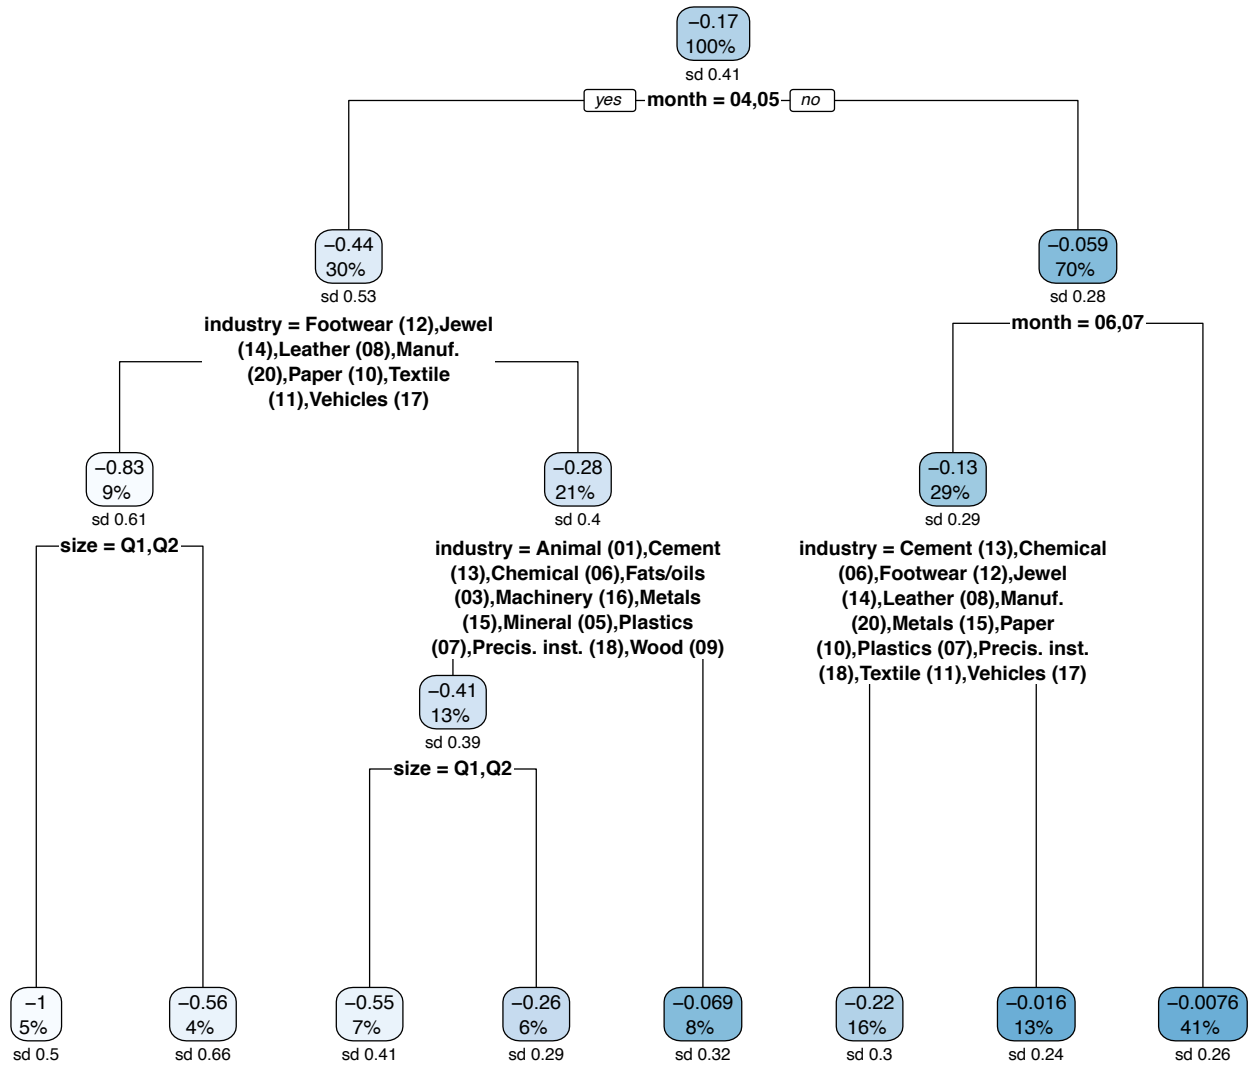 −0.17
100%
sd 0.41
yes month = 04,05 no
−0.44
30%
sd 0.53
−0.059
70%
sd 0.28
industry = Footwear (12),Jewel
(14),Leather (08),Manuf.
(20),Paper (10),Textile
(11),Vehicles (17)
month = 06,07
−0.83
9%
sd 0.61
−0.28
21%
sd 0.4
−0.13
29%
sd 0.29
size = Q1,Q2
industry = Animal (01),Cement
(13),Chemical (06),Fats/oils
(03),Machinery (16),Metals
(15),Mineral (05),Plastics
(07),Precis. inst. (18),Wood (09)
industry = Cement (13),Chemical
(06),Footwear (12),Jewel
(14),Leather (08),Manuf.
(20),Metals (15),Paper
(10),Plastics (07),Precis. inst.
(18),Textile (11),Vehicles (17)
−0.41
13%
sd 0.39
size = Q1,Q2
−1
5%
sd 0.5
−0.56
4%
sd 0.66
−0.55
7%
sd 0.41
−0.26
6%
sd 0.29
−0.069
8%
sd 0.32
−0.22
16%
sd 0.3
−0.016
13%
sd 0.24
−0.0076
41%
sd 0.26